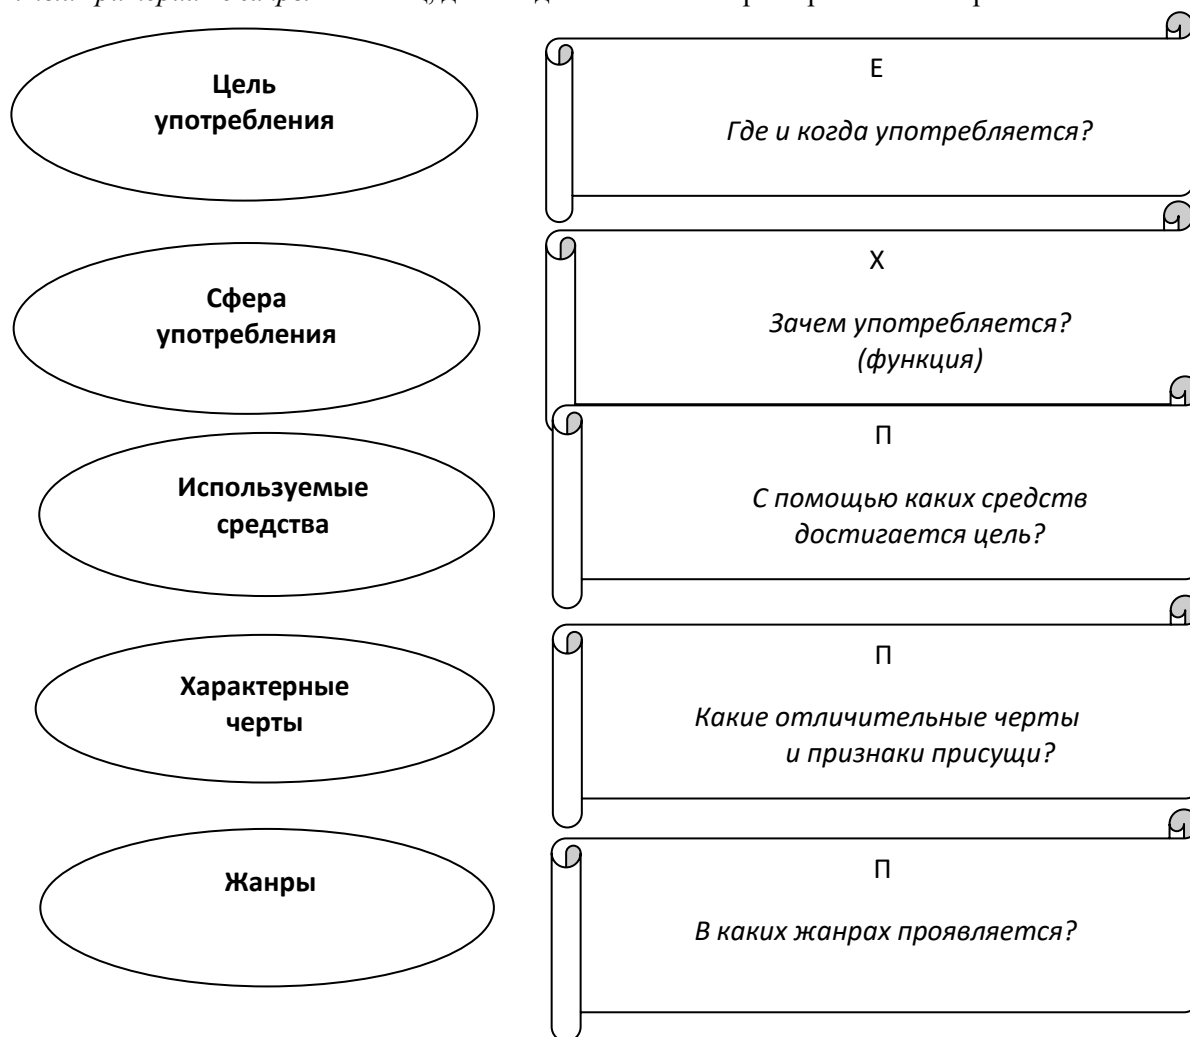 Цель
употребления
Е
Где и когда употребляется?
Сфера
употребления
Х
Зачем употребляется?
(функция)
Используемые
средства
П
С помощью каких средств
достигается цель?
Характерные
черты
П
Какие отличительные черты
и признаки присущи?
Жанры
П
В каких жанрах проявляется?